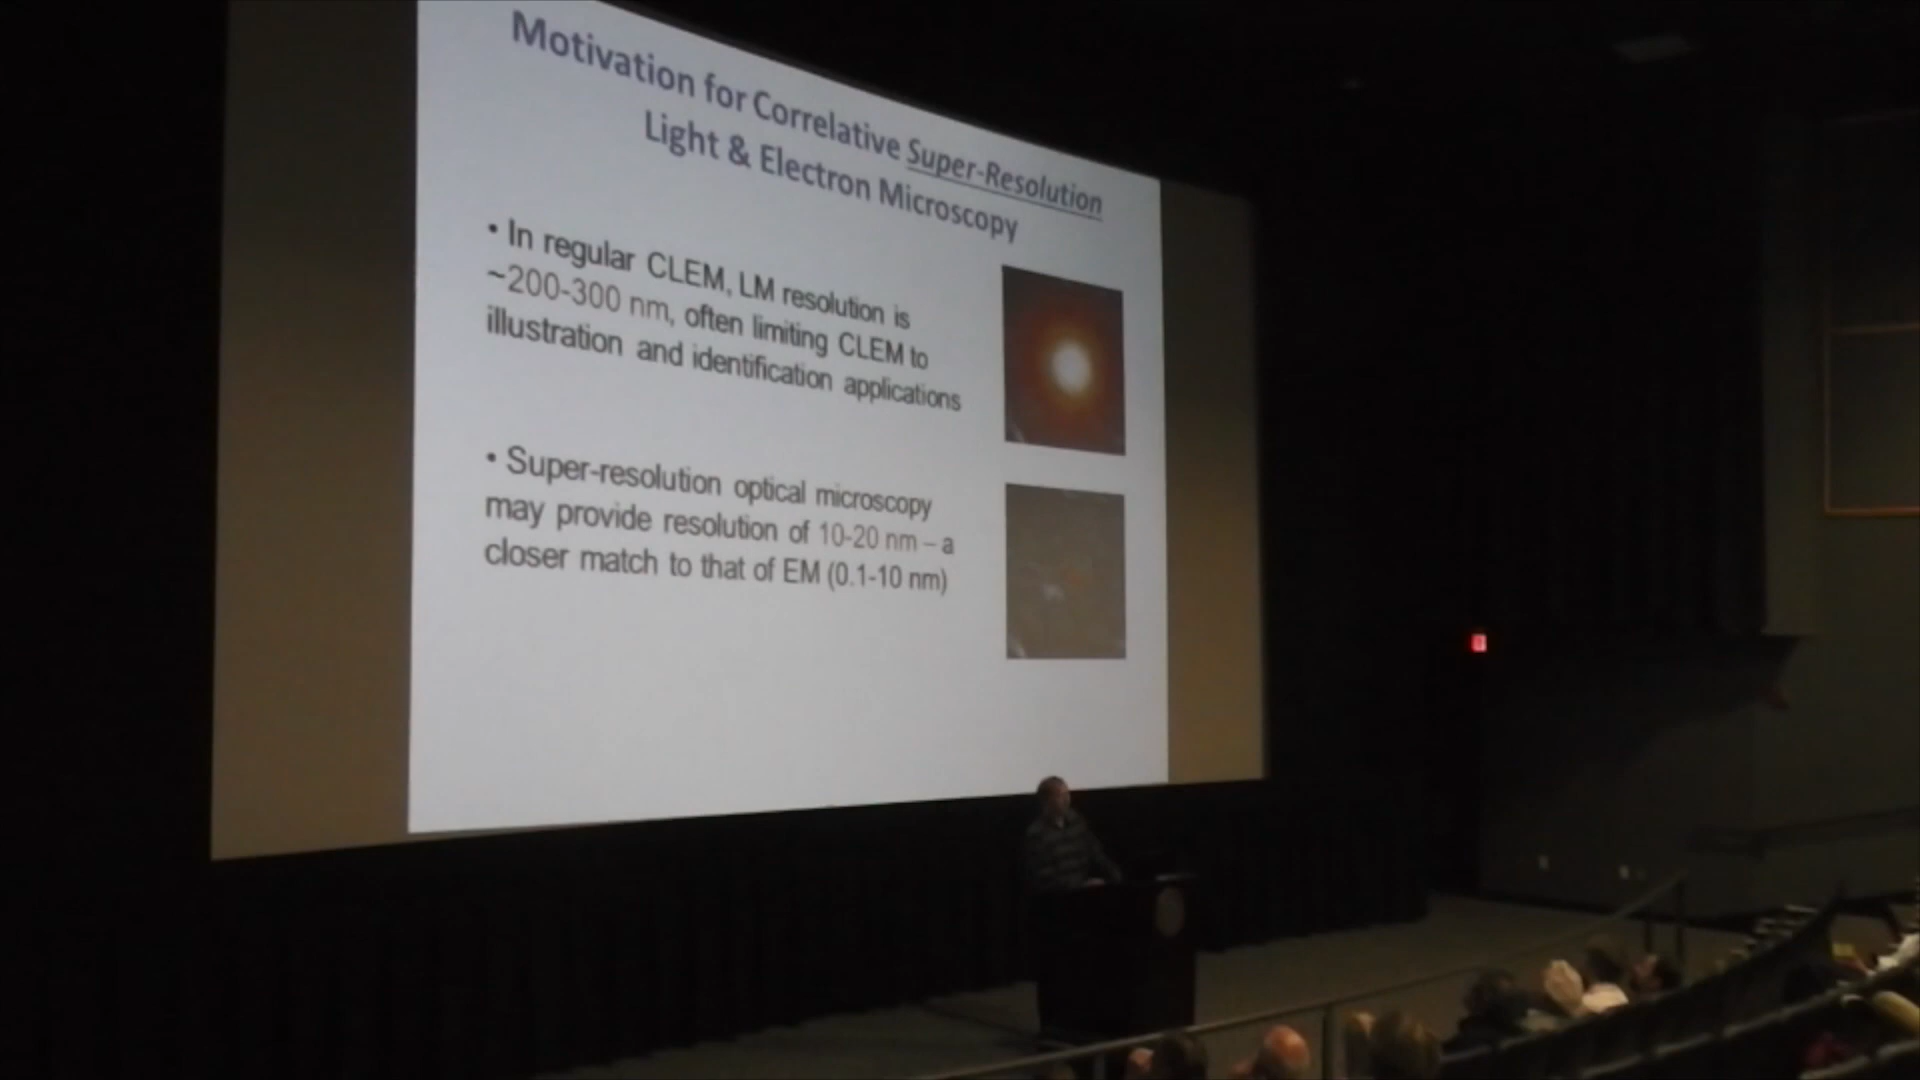 Motivation for Correlative Super-Resolution
Light & Electron Microscopy
• In regular CLEM, LM resolution is
~200-300 nm, often limiting CLEM to
illustration and identification applications
• Super-resolution optical microscopy
may provide resolution of 10-20 nm – a
closer match to that of EM (0.1-10 nm)